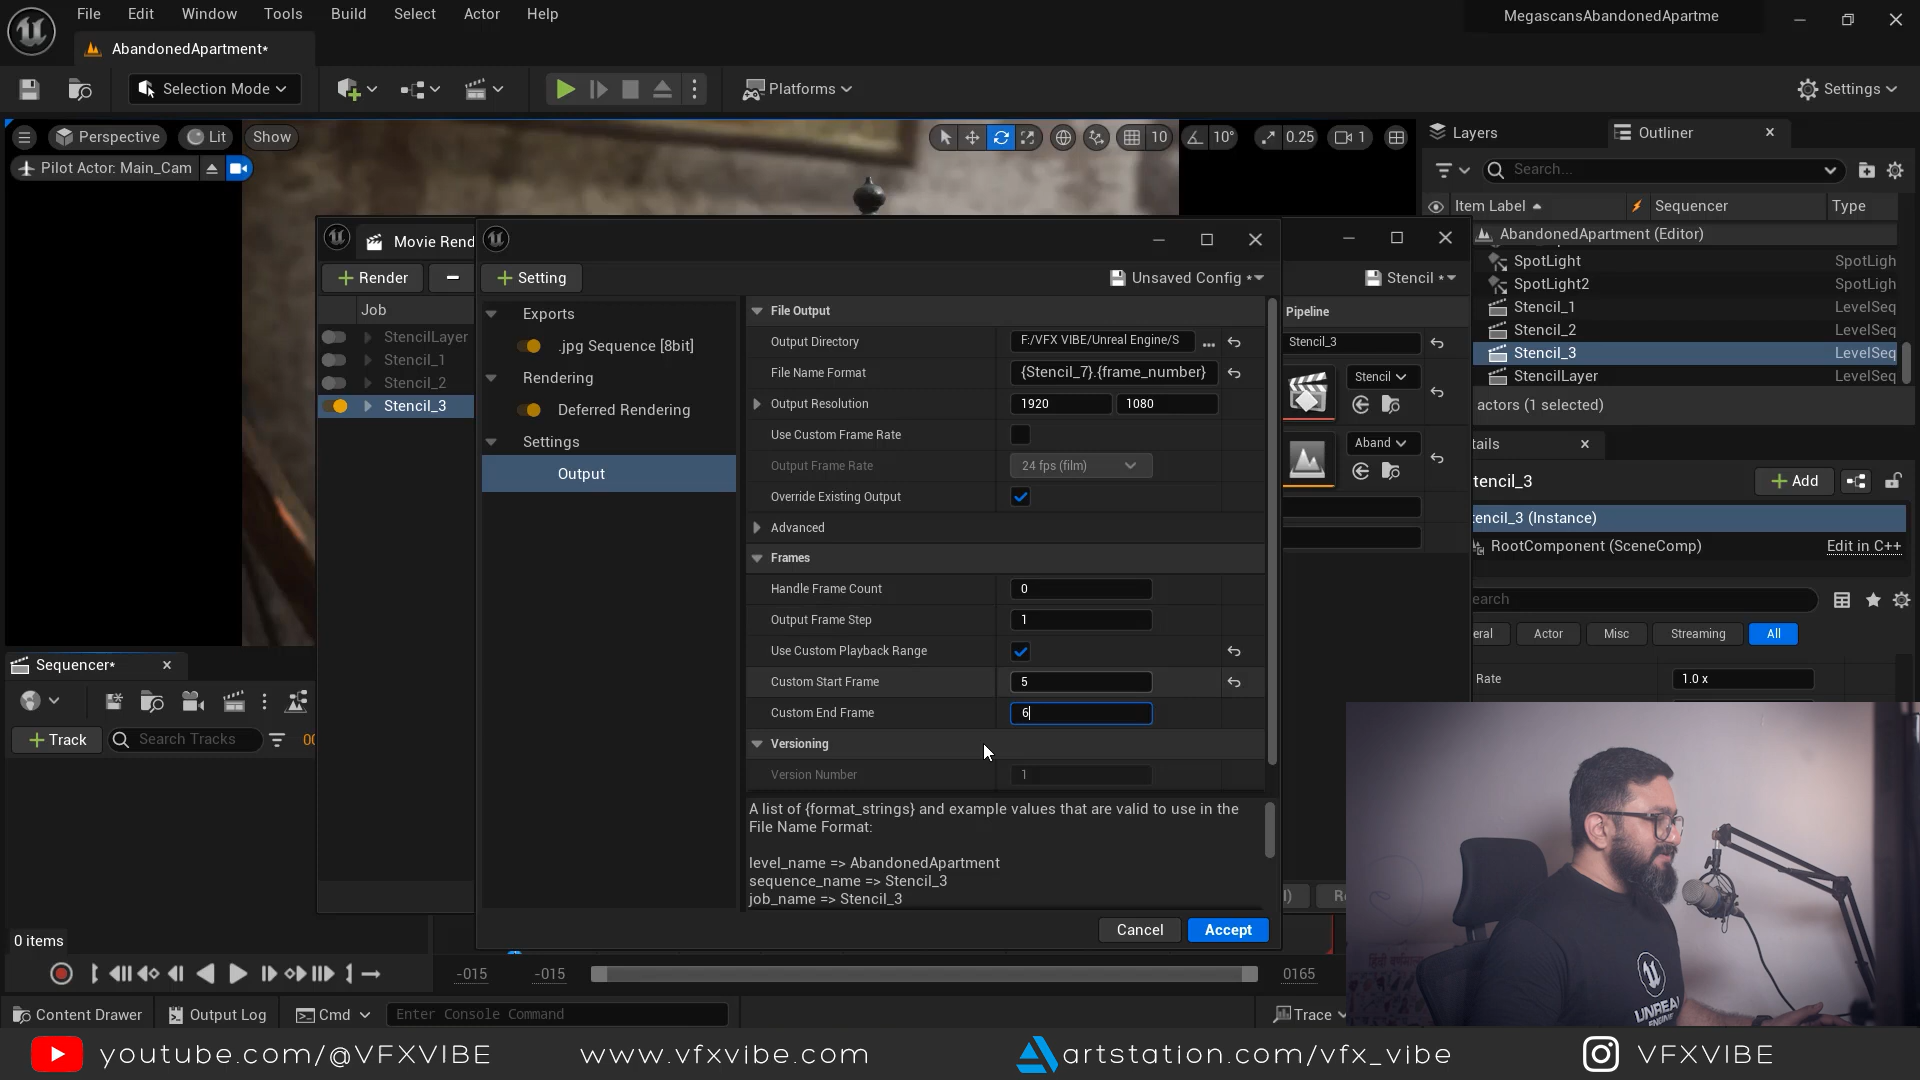 File Edit Window Tools Build Select Actor Help
MegascansAbandonedApartme
AbandonedApartment*
Selection Mode
Platforms
Settings
Perspective
Lit
Show
10
10°
0.25
1
Pilot Actor: Main_Cam
Layers
Outliner
Search...
Item Label
Sequencer
Type
AbandonedApartment (Editor)
SpotLight SpotLigh
SpotLight2 SpotLigh
Stencil_1 LevelSeq
Stencil_2 LevelSeq
Stencil_3 LevelSeq
StencilLayer LevelSeq
actors (1 selected)
Movie Rend
Render
Job
StencilLayer
Stencil_1
Stencil_2
Stencil_3
Setting
Unsaved Config *
Exports
.jpg Sequence [8bit]
Rendering
Deferred Rendering
Settings
Output
File Output
Output Directory F:/VFX VIBE/Unreal Engine/S ...
File Name Format {Stencil_7}.{frame_number}
Output Resolution 1920 1080
Use Custom Frame Rate
Output Frame Rate 24 fps (film)
Override Existing Output
Advanced
Frames
Handle Frame Count 0
Output Frame Step 1
Use Custom Playback Range
Custom Start Frame 5
Custom End Frame 6
Versioning
Version Number 1
A list of {format_strings} and example values that are valid to use in the
File Name Format:
level_name => AbandonedApartment
sequence_name => Stencil_3
job_name => Stencil_3
Cancel
Accept
Stencil *
Pipeline
Stencil_3
Stencil
Aband
tails
tencil_3
Add
tencil_3 (Instance)
RootComponent (SceneComp)
Edit in C++
earch
eral
Actor
Misc
Streaming
All
Rate 1.0 x
Sequencer*
Track
Search Tracks
0 items
-015
-015
0165
Content Drawer
Output Log
Cmd
Enter Console Command
Trace
UNREAL
youtube.com/@VFXVIBE
www.vfxvibe.com
artstation.com/vfx_vibe
VFXVIBE